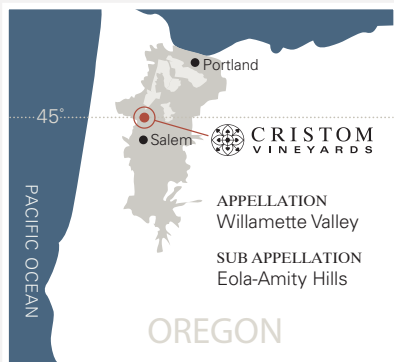 Portland
45°
CRISTOM
VINEYARDS
Salem
APPELLATION
Willamette Valley
SUB APPELLATION
Eola-Amity Hills
PACIFIC OCEAN
OREGON